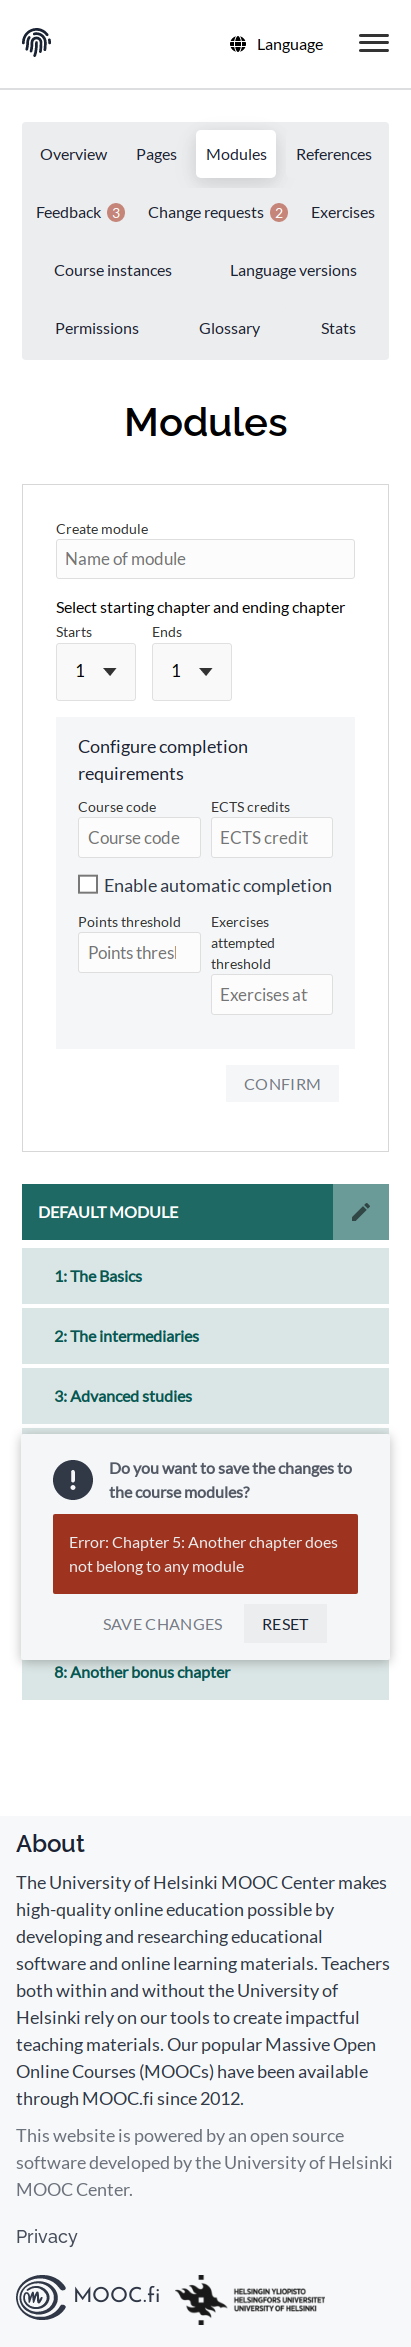 Language
Overview Pages Modules References
Feedback 3 Change requests 2 Exercises
Course instances Language versions
Permissions Glossary Stats
Modules
Create module
Name of module
Select starting chapter and ending chapter
Starts Ends
1 1
Configure completion
requirements
Course code ECTS credits
Course code ECTS credit
Enable automatic completion
Points threshold Exercises
attempted
threshold
Points thresh
Exercises at
CONFIRM
DEFAULT MODULE
1: The Basics
2: The intermediaries
3: Advanced studies
Do you want to save the changes to
the course modules?
Error: Chapter 5: Another chapter does
not belong to any module
SAVE CHANGES RESET
8: Another bonus chapter
About
The University of Helsinki MOOC Center makes
high-quality online education possible by
developing and researching educational
software and online learning materials. Teachers
both within and without the University of
Helsinki rely on our tools to create impactful
teaching materials. Our popular Massive Open
Online Courses (MOOCs) have been available
through MOOC.fi since 2012.
This website is powered by an open source
software developed by the University of Helsinki
MOOC Center.
Privacy
MOOC.fi
HELSINGIN YLIOPISTO
HELSINGFORS UNIVERSITET
UNIVERSITY OF HELSINKI